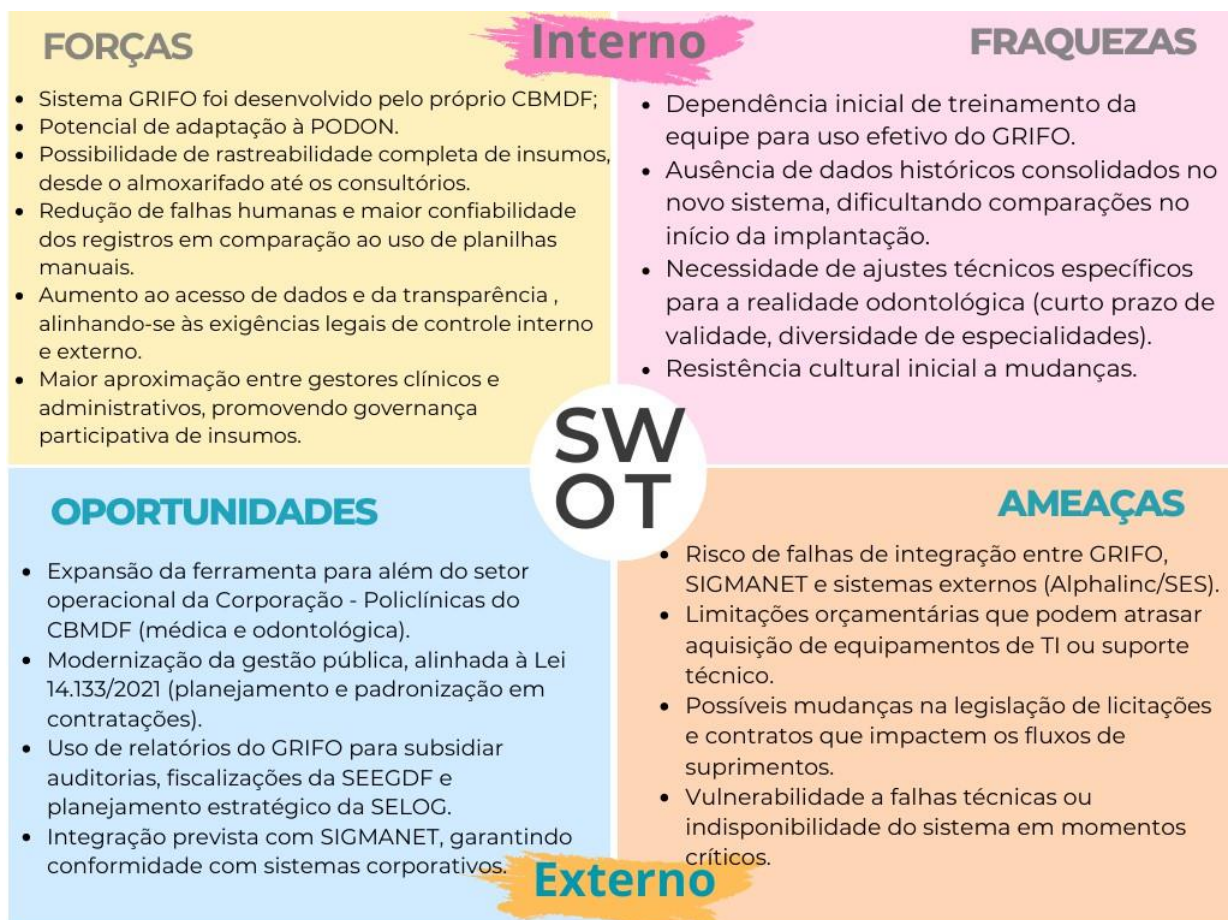 Interno
FORÇAS
• Sistema GRIFO foi desenvolvido pelo próprio CBMDF;
• Potencial de adaptação à PODON.
• Possibilidade de rastreabilidade completa de insumos,
desde o almoxarifado até os consultórios.
• Redução de falhas humanas e maior confiabilidade
dos registros em comparação ao uso de planilhas
manuais.
• Aumento ao acesso de dados e da transparência ,
alinhando-se às exigências legais de controle interno
e externo.
• Maior aproximação entre gestores clínicos e
administrativos, promovendo governança
participativa de insumos.
FRAQUEZAS
• Dependência inicial de treinamento da
equipe para uso efetivo do GRIFO.
• Ausência de dados históricos consolidados no
novo sistema, dificultando comparações no
início da implantação.
• Necessidade de ajustes técnicos específicos
para a realidade odontológica (curto prazo de
validade, diversidade de especialidades).
• Resistência cultural inicial a mudanças.
SW
OT
OPORTUNIDADES
• Expansão da ferramenta para além do setor
operacional da Corporação - Policlínicas do
CBMDF (médica e odontológica).
• Modernização da gestão pública, alinhada à Lei
14.133/2021 (planejamento e padronização em
contratações).
• Uso de relatórios do GRIFO para subsidiar
auditorias, fiscalizações da SEEGDF e
planejamento estratégico da SELOG.
• Integração prevista com SIGMANET, garantindo
conformidade com sistemas corporativos.
AMEAÇAS
• Risco de falhas de integração entre GRIFO,
SIGMANET e sistemas externos (Alphalinc/SES).
• Limitações orçamentárias que podem atrasar
aquisição de equipamentos de TI ou suporte
técnico.
• Possíveis mudanças na legislação de licitações
e contratos que impactem os fluxos de
suprimentos.
• Vulnerabilidade a falhas técnicas ou
indisponibilidade do sistema em momentos
críticos.
Externo